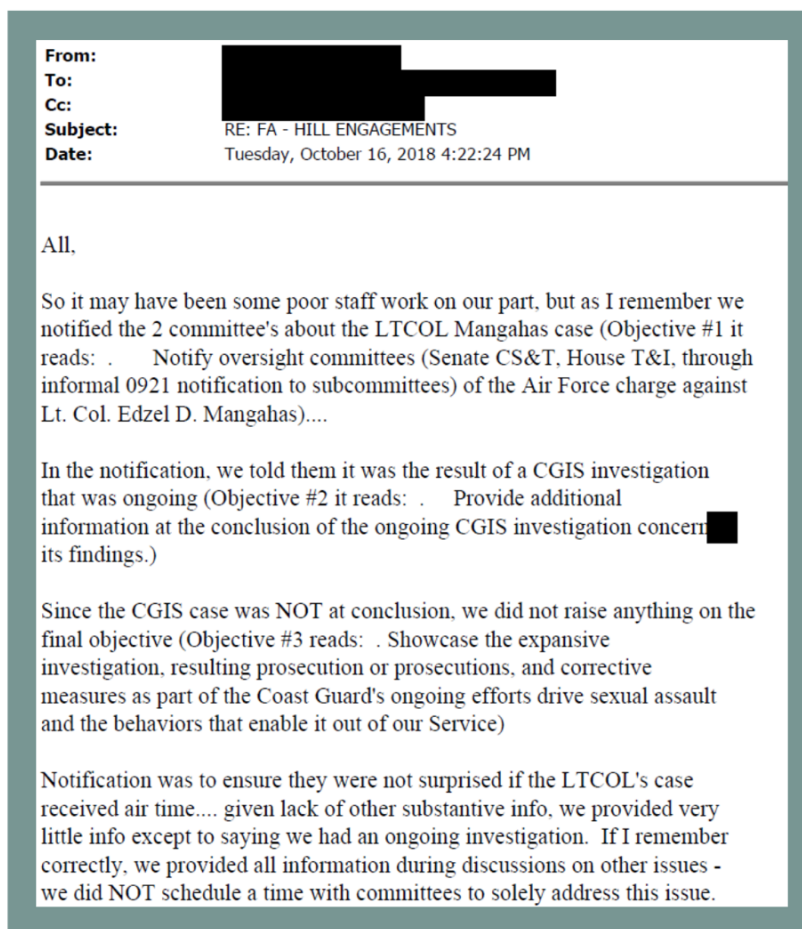 From:
To:
Cc:
Subject: RE: FA - HILL ENGAGEMENTS
Date: Tuesday, October 16, 2018 4:22:24 PM
All,
So it may have been some poor staff work on our part, but as I remember we
notified the 2 committee's about the LTCOL Mangahas case (Objective #1 it
reads: . Notify oversight committees (Senate CS&T, House T&I, through
informal 0921 notification to subcommittees) of the Air Force charge against
Lt. Col. Edzel D. Mangahas)....
In the notification, we told them it was the result of a CGIS investigation
that was ongoing (Objective #2 it reads: . Provide additional
information at the conclusion of the ongoing CGIS investigation concern
its findings.)
Since the CGIS case was NOT at conclusion, we did not raise anything on the
final objective (Objective #3 reads: . Showcase the expansive
investigation, resulting prosecution or prosecutions, and corrective
measures as part of the Coast Guard's ongoing efforts drive sexual assault
and the behaviors that enable it out of our Service)
Notification was to ensure they were not surprised if the LTCOL's case
received air time.... given lack of other substantive info, we provided very
little info except to saying we had an ongoing investigation. If I remember
correctly, we provided all information during discussions on other issues -
we did NOT schedule a time with committees to solely address this issue.